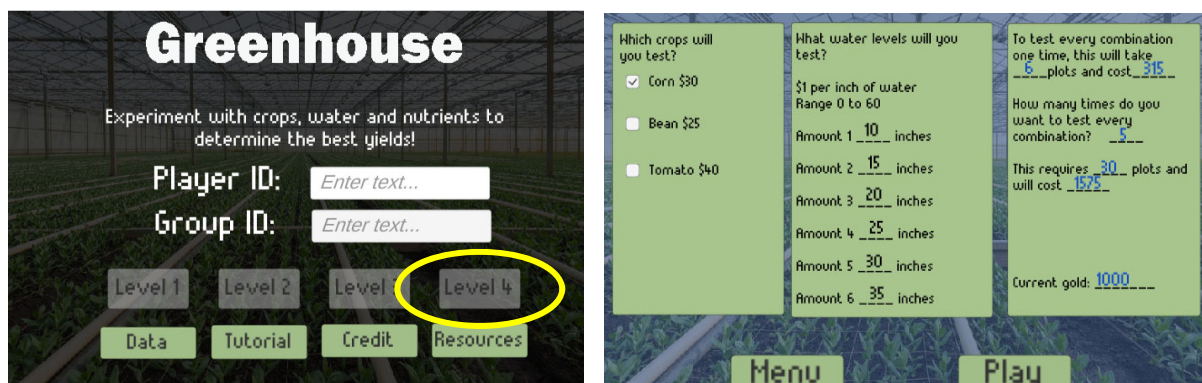 Greenhouse
Experiment with crops, water and nutrients to
determine the best yields!
Player ID: Enter text...
Group ID: Enter text...
Level 1 Level 2 Level Level 4
Data Tutorial Credit Resources
Which crops will
you test?
Corn $30
Bean $25
Tomato $40
What water levels will you
test?
$1 per inch of water
Range 0 to 60
Amount 1 10 inches
Amount 2 15 inches
Amount 3 20 inches
Amount 4 25 inches
Amount 5 30 inches
Amount 6 35 inches
To test every combination
one time, this will take
6 plots and cost 315
How many times do you
want to test every
combination? 5
This requires 30 plots and
will cost 1575
Current gold: 1000
Menu Play